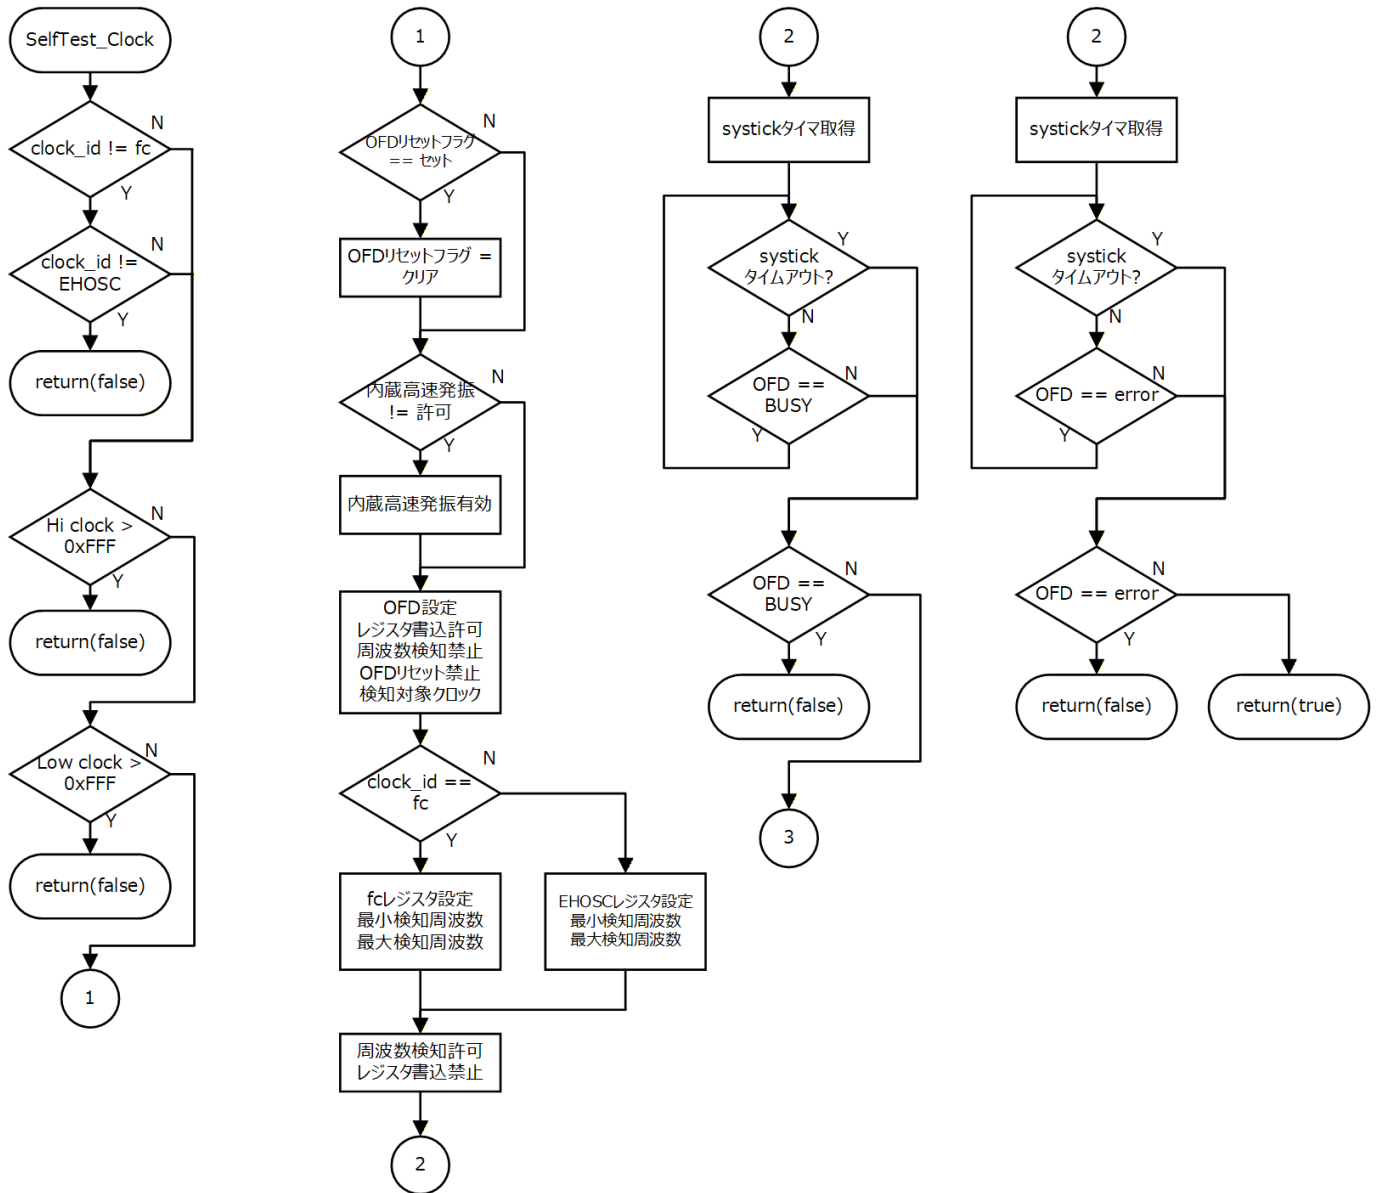 SelfTest_Clock
clock_id != fc
N
Y
clock_id !=
EHOSC
N
Y
return(false)
Hi clock >
0xFFF
N
Y
return(false)
Low clock >
0xFFF
N
Y
return(false)
1
1
OFDリセットフラグ
== セット
N
Y
OFDリセットフラグ =
クリア
内蔵高速発振
!= 許可
N
Y
内蔵高速発振有効
OFD設定
レジスタ書込許可
周波数検知禁止
OFDリセット禁止
検知対象クロック
clock_id ==
fc
N
Y
fcレジスタ設定
最小検知周波数
最大検知周波数
EHOSCレジスタ設定
最小検知周波数
最大検知周波数
周波数検知許可
レジスタ書込禁止
2
2
systickタイマ取得
systick
タイムアウト?
Y
N
OFD ==
BUSY
N
Y
OFD ==
BUSY
N
Y
return(false)
3
2
systickタイマ取得
systick
タイムアウト?
Y
N
OFD == error
N
Y
OFD == error
N
Y
return(false)
return(true)